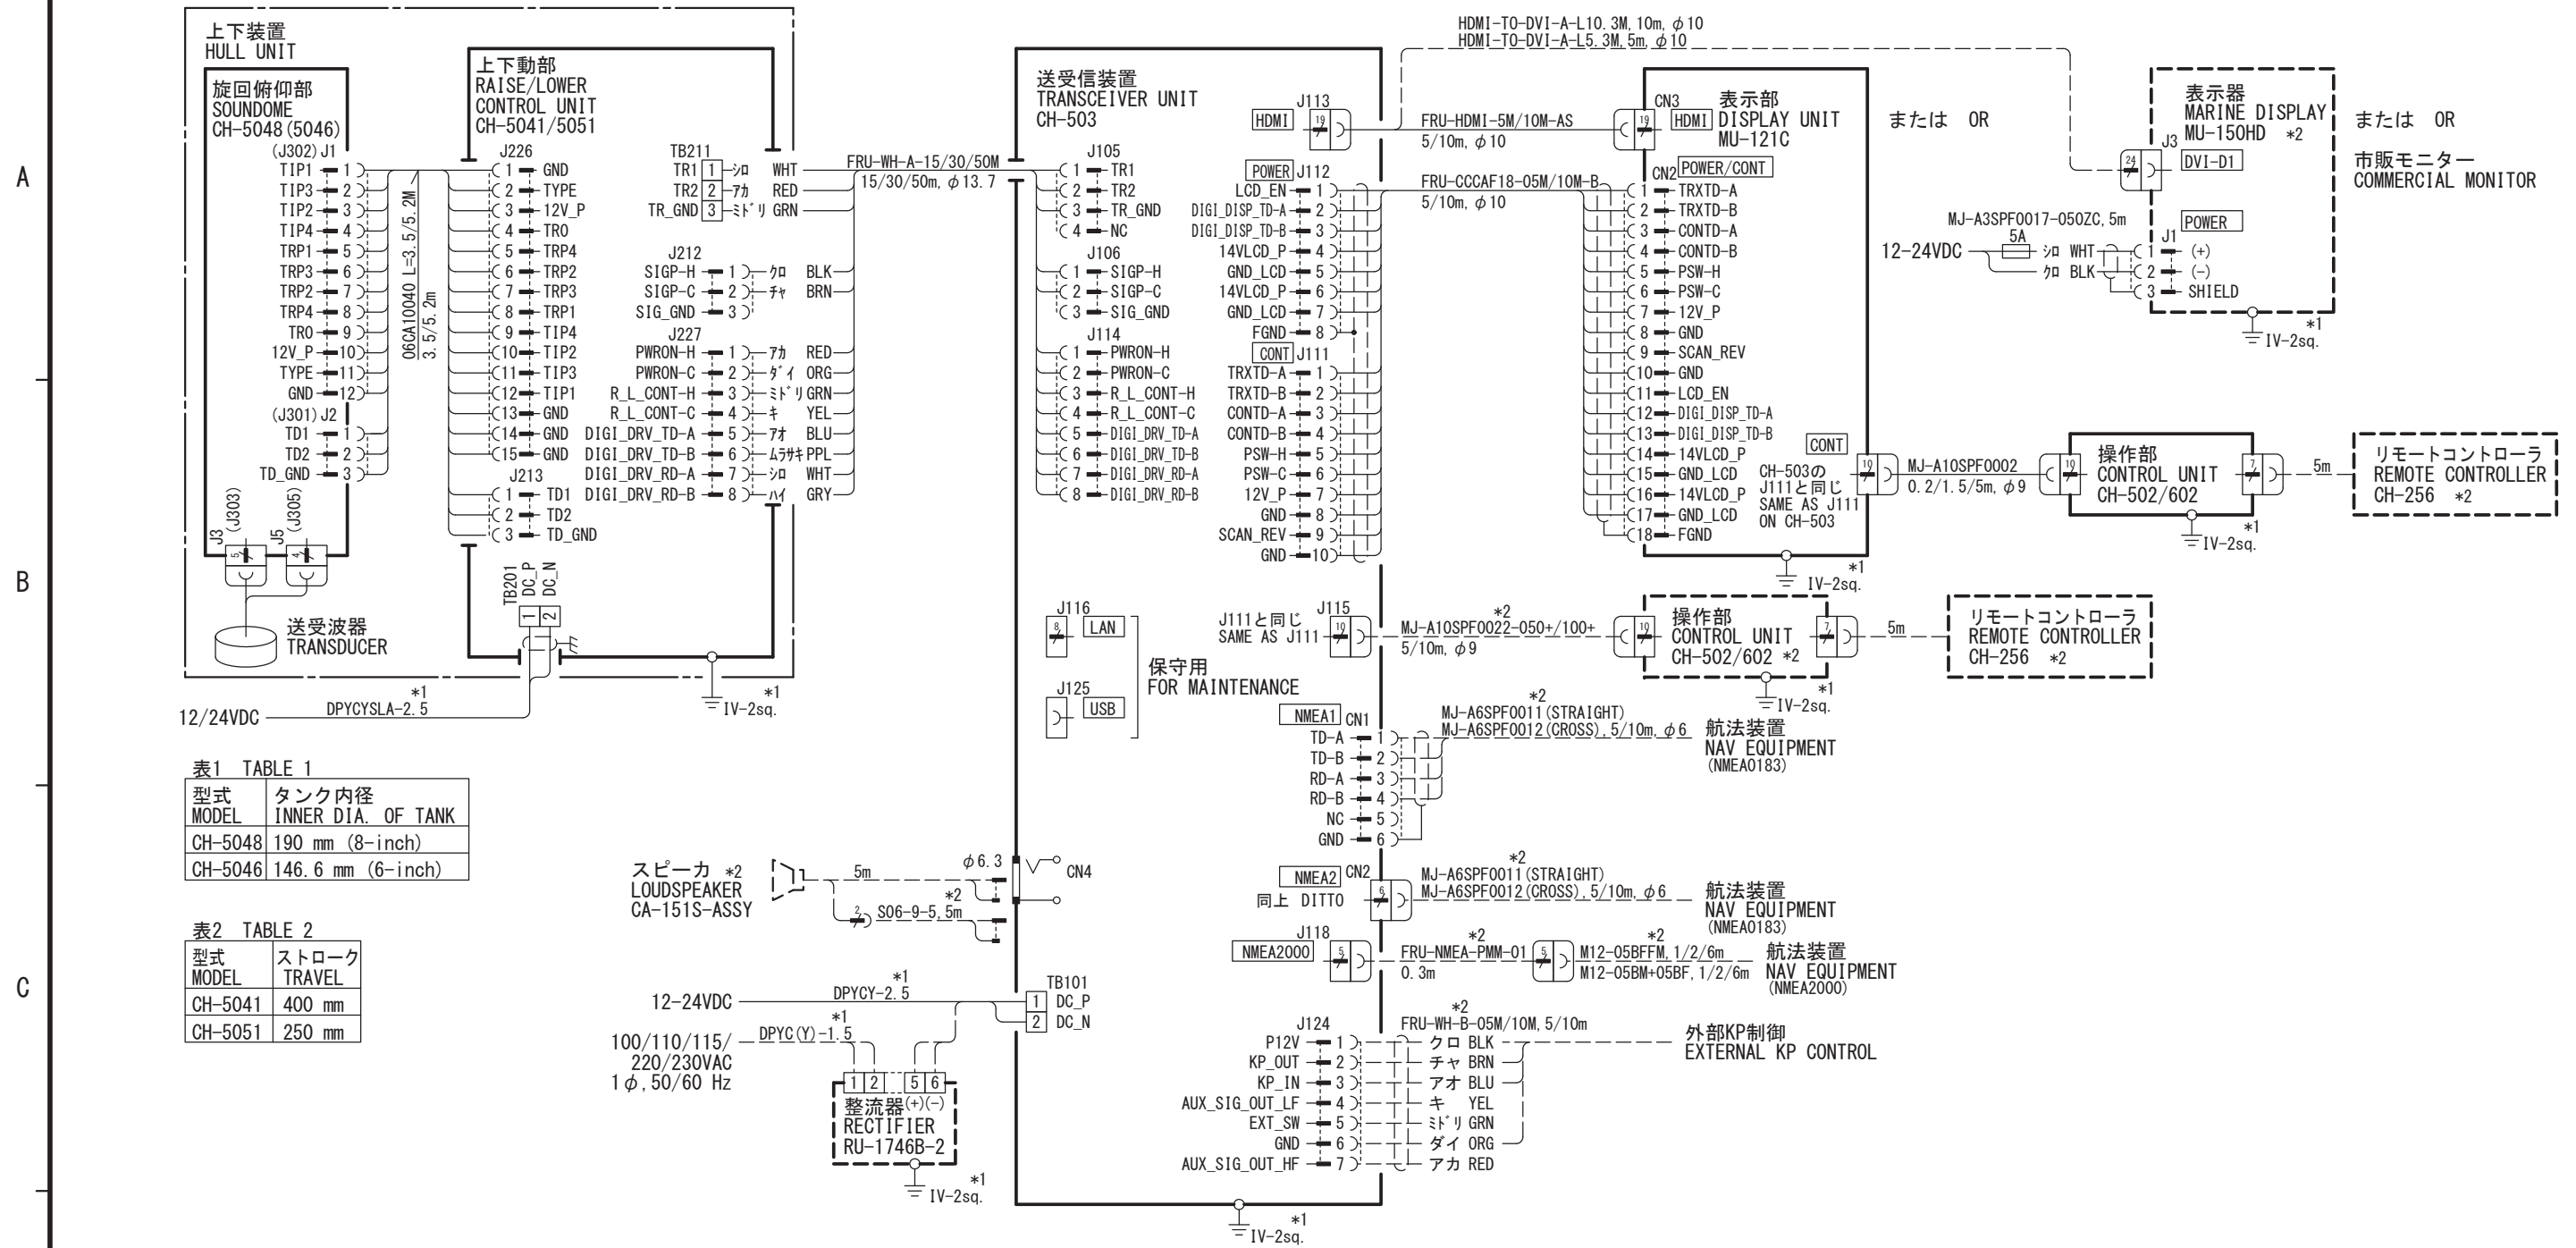 A
B
C
上下装置
HULL UNIT
旋回俯仰部
SOUNDOME
CH-5048(5046)
(J302) J1
TIP1 1
TIP3 2
TIP2 3
TIP4 4
TRP1 5
TRP3 6
TRP2 7
TRP4 8
TRO 9
12V_P 10
TYPE 11
GND 12
(J301) J2
TD1 1
TD2 2
TD_GND 3
J3
(J303)
J5
(J305)
5
4
送受波器
TRANSDUCER
06CA10040 L=3.5/5.2M
3.5/5.2m
上下動部
RAISE/LOWER
CONTROL UNIT
CH-5041/5051
J226
1 GND
2 TYPE
3 12V_P
4 TRO
5 TRP4
6 TRP2
7 TRP3
8 TRP1
9 TIP4
10 TIP2
11 TIP3
12 TIP1
13 GND
14 GND
15 GND
J213
1 TD1
2 TD2
3 TD_GND
TB201
DC_P
DC_N
1
2
TB211
TR1 1 シロ WHT
TR2 2 アカ RED
TR_GND 3 ミドリ GRN
J212
SIGP-H 1 クロ BLK
SIGP-C 2 チャ BRN
SIG_GND 3
J227
PWRON-H 1 アカ RED
PWRON-C 2 ダイ ORG
R_L_CONT-H 3 ミドリ GRN
R_L_CONT-C 4 キ YEL
DIGI_DRV_TD-A 5 アオ BLU
DIGI_DRV_TD-B 6 ムラサキ PPL
DIGI_DRV_RD-A 7 シロ WHT
DIGI_DRV_RD-B 8 ハイ GRY
FRU-WH-A-15/30/50M
15/30/50m, φ13.7
*1
IV-2sq.
12/24VDC
*1
DPYCYSLA-2.5
表1 TABLE 1
型式
MODEL
タンク内径
INNER DIA. OF TANK
CH-5048 190 mm (8-inch)
CH-5046 146.6 mm (6-inch)
表2 TABLE 2
型式
MODEL
ストローク
TRAVEL
CH-5041 400 mm
CH-5051 250 mm
送受信装置
TRANSCEIVER UNIT
CH-503
J105
1 TR1
2 TR2
3 TR_GND
4 NC
J106
1 SIGP-H
2 SIGP-C
3 SIG_GND
J114
1 PWRON-H
2 PWRON-C
3 R_L_CONT-H
4 R_L_CONT-C
5 DIGI_DRV_TD-A
6 DIGI_DRV_TD-B
7 DIGI_DRV_RD-A
8 DIGI_DRV_RD-B
J116
8 LAN
J125
USB
保守用
FOR MAINTENANCE
J113
HDMI 19
POWER J112
LCD_EN 1
DIGI_DISP_TD-A 2
DIGI_DISP_TD-B 3
14VLCD_P 4
GND_LCD 5
14VLCD_P 6
GND_LCD 7
FGND 8
CONT J111
TRXTD-A 1
TRXTD-B 2
CONTD-A 3
CONTD-B 4
PSW-H 5
PSW-C 6
12V_P 7
GND 8
SCAN_REV 9
GND 10
HDMI-TO-DVI-A-L10.3M, 10m, φ10
HDMI-TO-DVI-A-L5.3M, 5m, φ10
FRU-HDMI-5M/10M-AS
5/10m, φ10
FRU-CCCAF18-05M/10M-B
5/10m, φ10
CN3
19 HDMI
表示部
DISPLAY UNIT
MU-121C
POWER/CONT
CN2
1 TRXTD-A
2 TRXTD-B
3 CONTD-A
4 CONTD-B
5 PSW-H
6 PSW-C
7 12V_P
8 GND
9 SCAN_REV
10 GND
11 LCD_EN
12 DIGI_DISP_TD-A
13 DIGI_DISP_TD-B
14 14VLCD_P
15 GND_LCD
16 14VLCD_P
17 GND_LCD
18 FGND
CONT
CH-503の
J111と同じ
SAME AS J111
ON CH-503
10
*1
IV-2sq.
または OR
表示器
MARINE DISPLAY
MU-150HD *2
J3
24 DVI-D1
POWER
J1
1 (+)
2 (-)
3 SHIELD
MJ-A3SPF0017-050ZC, 5m
12-24VDC
5A
シロ WHT
クロ BLK
*1
IV-2sq.
または OR
市販モニター
COMMERCIAL MONITOR
MJ-A10SPF0002
0.2/1.5/5m, φ9
10
操作部
CONTROL UNIT
CH-502/602
7
5m
*1
IV-2sq.
リモートコントローラ
REMOTE CONTROLLER
CH-256 *2
J111と同じ
SAME AS J111
J115
10
*2
MJ-A10SPF0022-050+/100+
5/10m, φ9
10
操作部
CONTROL UNIT
CH-502/602 *2
7
5m
*1
IV-2sq.
リモートコントローラ
REMOTE CONTROLLER
CH-256 *2
NMEA1 CN1
TD-A 1
TD-B 2
RD-A 3
RD-B 4
NC 5
GND 6
*2
MJ-A6SPF0011(STRAIGHT)
MJ-A6SPF0012(CROSS), 5/10m, φ6
航法装置
NAV EQUIPMENT
(NMEA0183)
NMEA2 CN2
同上 DITTO
6
*2
MJ-A6SPF0011(STRAIGHT)
MJ-A6SPF0012(CROSS), 5/10m, φ6
航法装置
NAV EQUIPMENT
(NMEA0183)
J118
NMEA2000 5
*2
FRU-NMEA-PMM-01
0.3m
5
*2
M12-05BFFM, 1/2/6m
M12-05BM+05BF, 1/2/6m
航法装置
NAV EQUIPMENT
(NMEA2000)
J124
P12V 1 クロ BLK
KP_OUT 2 チャ BRN
KP_IN 3 アオ BLU
AUX_SIG_OUT_LF 4 キ YEL
EXT_SW 5 ミドリ GRN
GND 6 ダイ ORG
AUX_SIG_OUT_HF 7 アカ RED
*2
FRU-WH-B-05M/10M, 5/10m
外部KP制御
EXTERNAL KP CONTROL
スピーカ *2
LOUDSPEAKER
CA-151S-ASSY
5m
φ6.3
CN4
*2
2 S06-9-5, 5m
12-24VDC
*1
DPYCY-2.5
TB101
1 DC_P
2 DC_N
100/110/115/
220/230VAC
1φ, 50/60 Hz
*1
DPYC(Y)-1.5
1 2 5 6
整流器 (+)(-)
RECTIFIER
RU-1746B-2
*1
IV-2sq.
*1
IV-2sq.